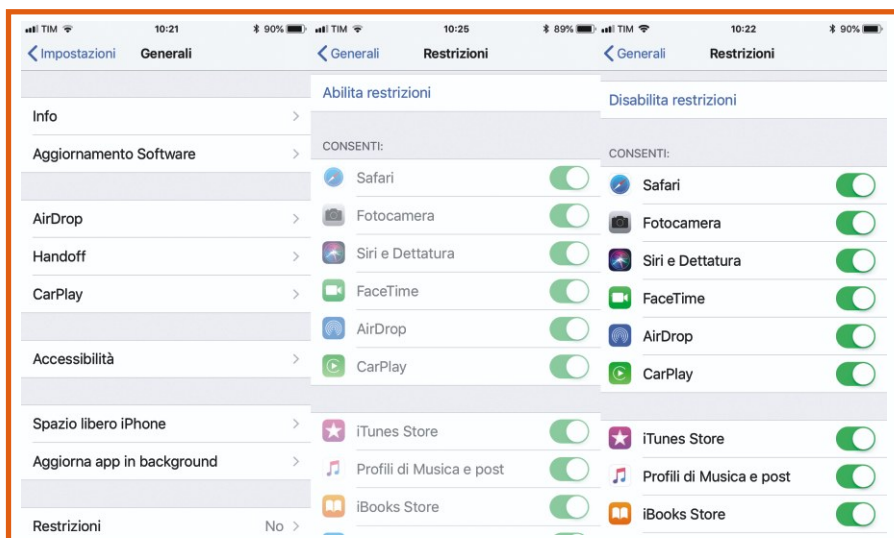 TIM
10:21
90%
Impostazioni
Generali
Info
Aggiornamento Software
AirDrop
Handoff
CarPlay
Accessibilità
Spazio libero iPhone
Aggiorna app in background
Restrizioni
No
TIM
10:25
89%
Generali
Restrizioni
Abilita restrizioni
CONSENTI:
Safari
Fotocamera
Siri e Dettatura
FaceTime
AirDrop
CarPlay
iTunes Store
Profili di Musica e post
iBooks Store
TIM
10:22
90%
Generali
Restrizioni
Disabilita restrizioni
CONSENTI:
Safari
Fotocamera
Siri e Dettatura
FaceTime
AirDrop
CarPlay
iTunes Store
Profili di Musica e post
iBooks Store